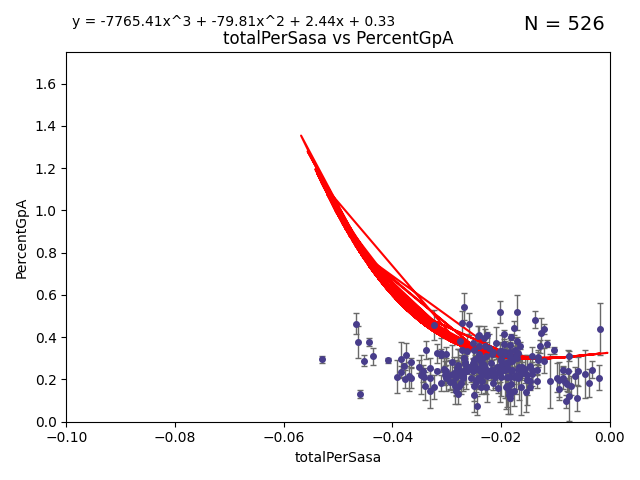 y = -7765.41x^3 + -79.81x^2 + 2.44x + 0.33
N = 526
totalPerSasa vs PercentGpA
1.6
1.4
1.2
1.0
0.8
0.6
0.4
0.2
0.0
PercentGpA
−0.10 −0.08 −0.06 −0.04 −0.02 0.00
totalPerSasa